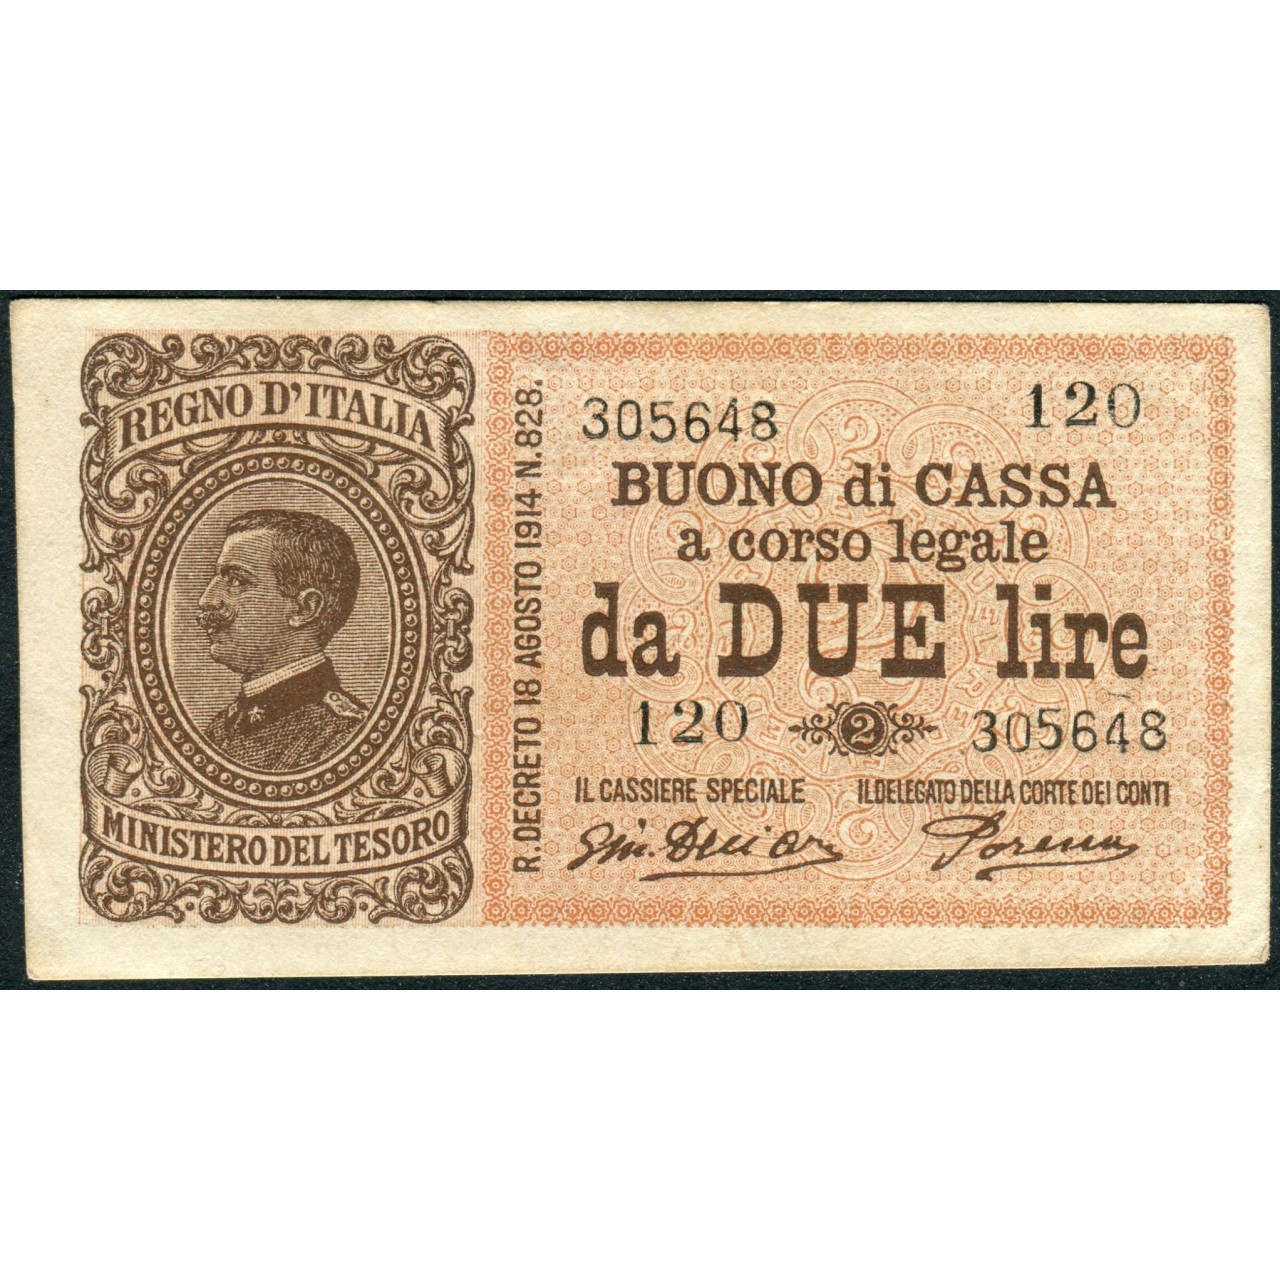 REGNO D'ITALIA
MINISTERO DEL TESORO
R. DECRETO 18 AGOSTO 1914 N. 828.
305648 120
BUONO di CASSA
a corso legale
da DUE lire
120 2 305648
IL CASSIERE SPECIALE IL DELEGATO DELLA CORTE DEI CONTI